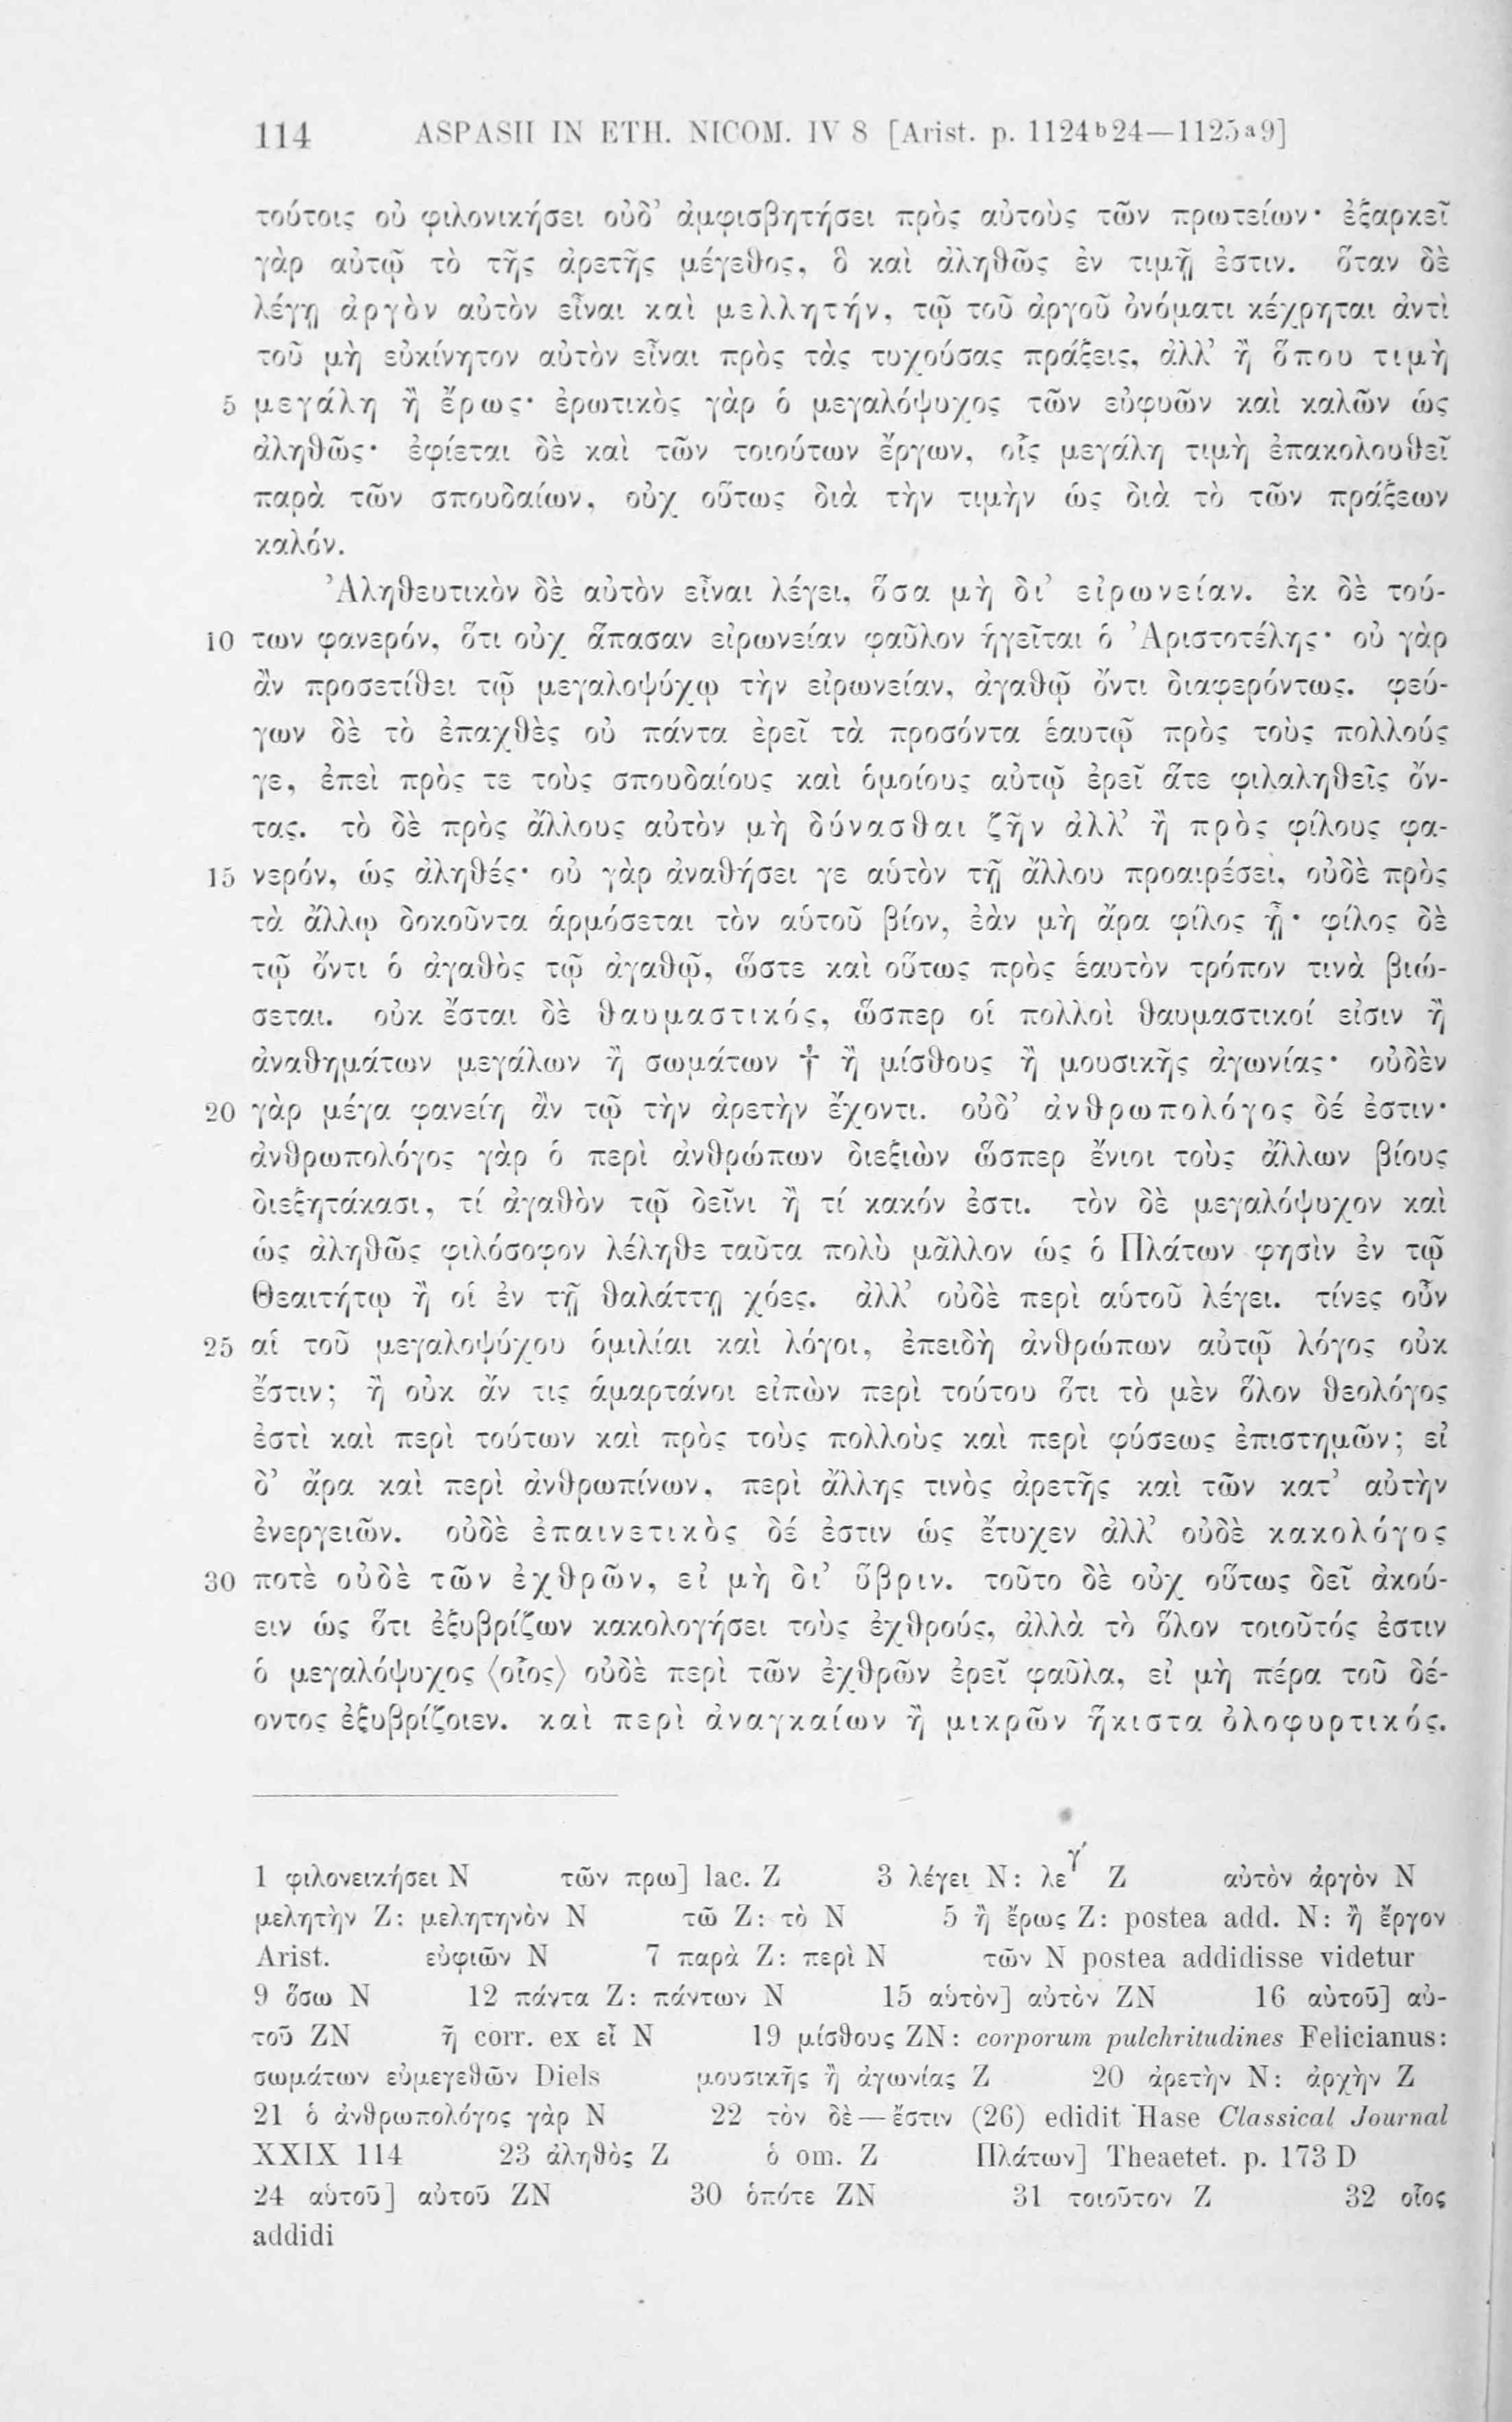 114 ASPASII IN ETH. NICOM. IV 8 [Arist. p. 1124ᵇ24—1125ᵃ9]
τούτοις οὐ φιλονικήσει οὐδ’ ἀμφισβητήσει πρὸς αὐτοὺς τῶν πρωτείων· ἐξαρκεῖ
γὰρ αὐτῷ τὸ τῆς ἀρετῆς μέγεθος, ὃ καὶ ἀληθῶς ἐν τιμῇ ἐστιν. ὅταν δὲ
λέγῃ ἀργὸν αὐτὸν εἶναι καὶ μελλητήν, τῷ τοῦ ἀργοῦ ὀνόματι κέχρηται ἀντὶ
τοῦ μὴ εὐκίνητον αὐτὸν εἶναι πρὸς τὰς τυχούσας πράξεις, ἀλλ’ ἢ ὅπου τιμὴ
5 μεγάλη ἢ ἔρως· ἐρωτικὸς γὰρ ὁ μεγαλόψυχος τῶν εὐφυῶν καὶ καλῶν ὡς
ἀληθῶς· ἐφίεται δὲ καὶ τῶν τοιούτων ἔργων, οἷς μεγάλη τιμὴ ἐπακολουθεῖ
παρὰ τῶν σπουδαίων, οὐχ οὕτως διὰ τὴν τιμὴν ὡς διὰ τὸ τῶν πράξεων
καλόν.
Ἀληθευτικὸν δὲ αὐτὸν εἶναι λέγει, ὅσα μὴ δι’ εἰρωνείαν. ἐκ δὲ τού-
10 των φανερόν, ὅτι οὐχ ἅπασαν εἰρωνείαν φαῦλον ἡγεῖται ὁ Ἀριστοτέλης· οὐ γὰρ
ἂν προσετίθει τῷ μεγαλοψύχῳ τὴν εἰρωνείαν, ἀγαθῷ ὄντι διαφερόντως. φεύ-
γων δὲ τὸ ἐπαχθὲς οὐ πάντα ἐρεῖ τὰ προσόντα ἑαυτῷ πρὸς τοὺς πολλούς
γε, ἐπεὶ πρὸς τε τοὺς σπουδαίους καὶ ὁμοίους αὐτῷ ἐρεῖ ἅτε φιλαληθεῖς ὄν-
τας. τὸ δὲ πρὸς ἄλλους αὐτὸν μὴ δύνασθαι ζῆν ἀλλ’ ἢ πρὸς φίλους φα-
15 νερόν, ὡς ἀληθές· οὐ γὰρ ἀναθήσει γε αὑτὸν τῇ ἄλλου προαιρέσει, οὐδὲ πρὸς
τὰ ἄλλῳ δοκοῦντα ἁρμόσεται τὸν αὑτοῦ βίον, ἐὰν μὴ ἄρα φίλος ᾖ· φίλος δὲ
τῷ ὄντι ὁ ἀγαθὸς τῷ ἀγαθῷ, ὥστε καὶ οὕτως πρὸς ἑαυτὸν τρόπον τινὰ βιώ-
σεται. οὐκ ἔσται δὲ θαυμαστικός, ὥσπερ οἱ πολλοὶ θαυμαστικοί εἰσιν ἢ
ἀναθημάτων μεγάλων ἢ σωμάτων † ἢ μίσθους ἢ μουσικῆς ἀγωνίας· οὐδὲν
20 γὰρ μέγα φανείη ἂν τῷ τὴν ἀρετὴν ἔχοντι. οὐδ’ ἀνθρωπολόγος δέ ἐστιν·
ἀνθρωπολόγος γὰρ ὁ περὶ ἀνθρώπων διεξιὼν ὥσπερ ἔνιοι τοὺς ἄλλων βίους
διεξητάκασι, τί ἀγαθὸν τῷ δεῖνι ἢ τί κακόν ἐστι. τὸν δὲ μεγαλόψυχον καὶ
ὡς ἀληθῶς φιλόσοφον λέληθε ταῦτα πολὺ μᾶλλον ὡς ὁ Πλάτων φησὶν ἐν τῷ
Θεαιτήτῳ ἢ οἱ ἐν τῇ θαλάττῃ χόες. ἀλλ’ οὐδὲ περὶ αὑτοῦ λέγει. τίνες οὖν
25 αἱ τοῦ μεγαλοψύχου ὁμιλίαι καὶ λόγοι, ἐπειδὴ ἀνθρώπων αὐτῷ λόγος οὐκ
ἔστιν; ἢ οὐκ ἄν τις ἁμαρτάνοι εἰπὼν περὶ τούτου ὅτι τὸ μὲν ὅλον θεολόγος
ἐστὶ καὶ περὶ τούτων καὶ πρὸς τοὺς πολλοὺς καὶ περὶ φύσεως ἐπιστημῶν; εἰ
δ’ ἄρα καὶ περὶ ἀνθρωπίνων, περὶ ἄλλης τινὸς ἀρετῆς καὶ τῶν κατ’ αὐτὴν
ἐνεργειῶν. οὐδὲ ἐπαινετικὸς δέ ἐστιν ὡς ἔτυχεν ἀλλ’ οὐδὲ κακολόγος
30 ποτὲ οὐδὲ τῶν ἐχθρῶν, εἰ μὴ δι’ ὕβριν. τοῦτο δὲ οὐχ οὕτως δεῖ ἀκού-
ειν ὡς ὅτι ἐξυβρίζων κακολογήσει τοὺς ἐχθρούς, ἀλλὰ τὸ ὅλον τοιοῦτός ἐστιν
ὁ μεγαλόψυχος ⟨οἷος⟩ οὐδὲ περὶ τῶν ἐχθρῶν ἐρεῖ φαῦλα, εἰ μὴ πέρα τοῦ δέ-
οντος ἐξυβρίζοιεν. καὶ περὶ ἀναγκαίων ἢ μικρῶν ἥκιστα ὀλοφυρτικός.
1 φιλονεικήσει N τῶν πρω] lac. Z 3 λέγει N: λεγ´ Z αὐτὸν ἀργὸν N
μελητὴν Z: μελητηνὸν N τῶ Z: τὸ N 5 ἢ ἔρως Z: postea add. N: ἢ ἔργον
Arist. εὐφιῶν N 7 παρὰ Z: περὶ N τῶν N postea addidisse videtur
9 ὅσω N 12 πάντα Z: πάντων N 15 αὑτὸν] αὐτὸν ZN 16 αὑτοῦ] αὐ-
τοῦ ZN ᾖ corr. ex εἶ N 19 μίσθους ZN: corporum pulchritudines Felicianus:
σωμάτων εὐμεγεθῶν Diels μουσικῆς ἢ ἀγωνίας Z 20 ἀρετὴν N: ἀρχὴν Z
21 ὁ ἀνθρωπολόγος γὰρ N 22 τὸν δὲ — ἔστιν (26) edidit Hase Classical Journal
XXIX 114 23 ἀληθὸς Z ὁ om. Z Πλάτων] Theaetet. p. 173 D
24 αὑτοῦ] αὐτοῦ ZN 30 ὁπότε ZN 31 τοιοῦτον Z 32 οἷος
addidi